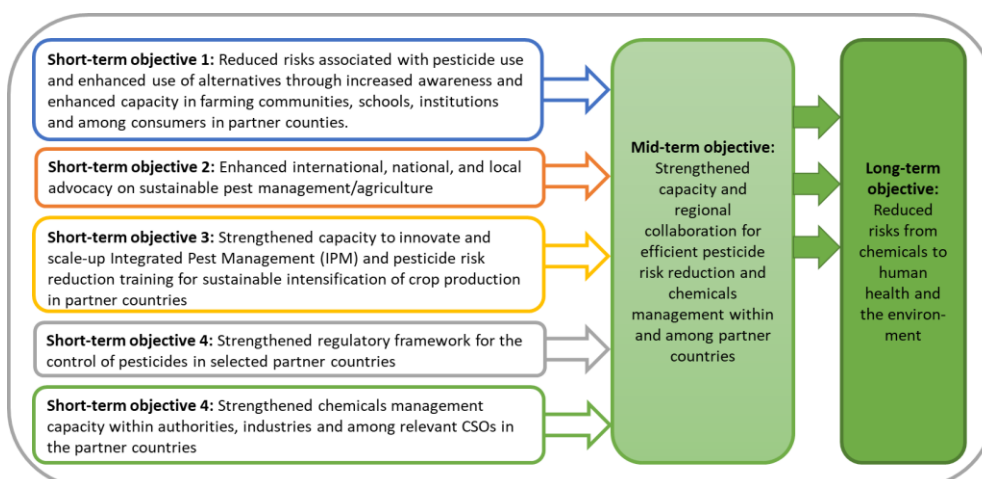 Short-term objective 1: Reduced risks associated with pesticide use
and enhanced use of alternatives through increased awareness and
enhanced capacity in farming communities, schools, institutions
and among consumers in partner counties.
Short-term objective 2: Enhanced international, national, and local
advocacy on sustainable pest management/agriculture
Short-term objective 3: Strengthened capacity to innovate and
scale-up Integrated Pest Management (IPM) and pesticide risk
reduction training for sustainable intensification of crop production
in partner countries
Short-term objective 4: Strengthened regulatory framework for the
control of pesticides in selected partner countries
Short-term objective 4: Strengthened chemicals management
capacity within authorities, industries and among relevant CSOs in
the partner countries
Mid-term objective:
Strengthened
capacity and
regional
collaboration for
efficient pesticide
risk reduction and
chemicals
management within
and among partner
countries
Long-term
objective:
Reduced
risks from
chemicals to
human
health and
the environ-
ment